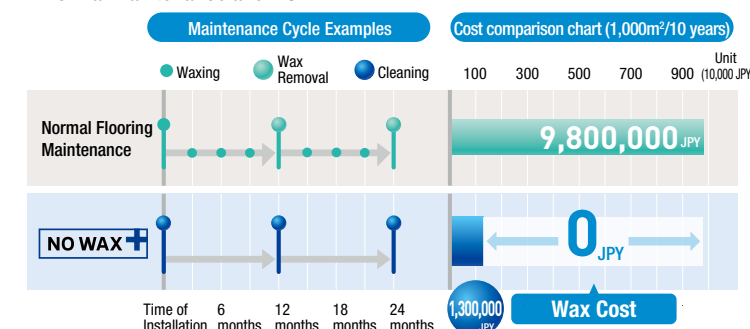 Maintenance Cycle Examples
Cost comparison chart (1,000m²/10 years)
Waxing
Wax
Removal
Cleaning
100 300 500 700 900
Unit
(10,000 JPY
Normal Flooring
Maintenance
9,800,000 JPY
NO WAX+
0 JPY
Time of
Installation
6
months
12
months
18
months
24
months
1,300,000
JPY
Wax Cost